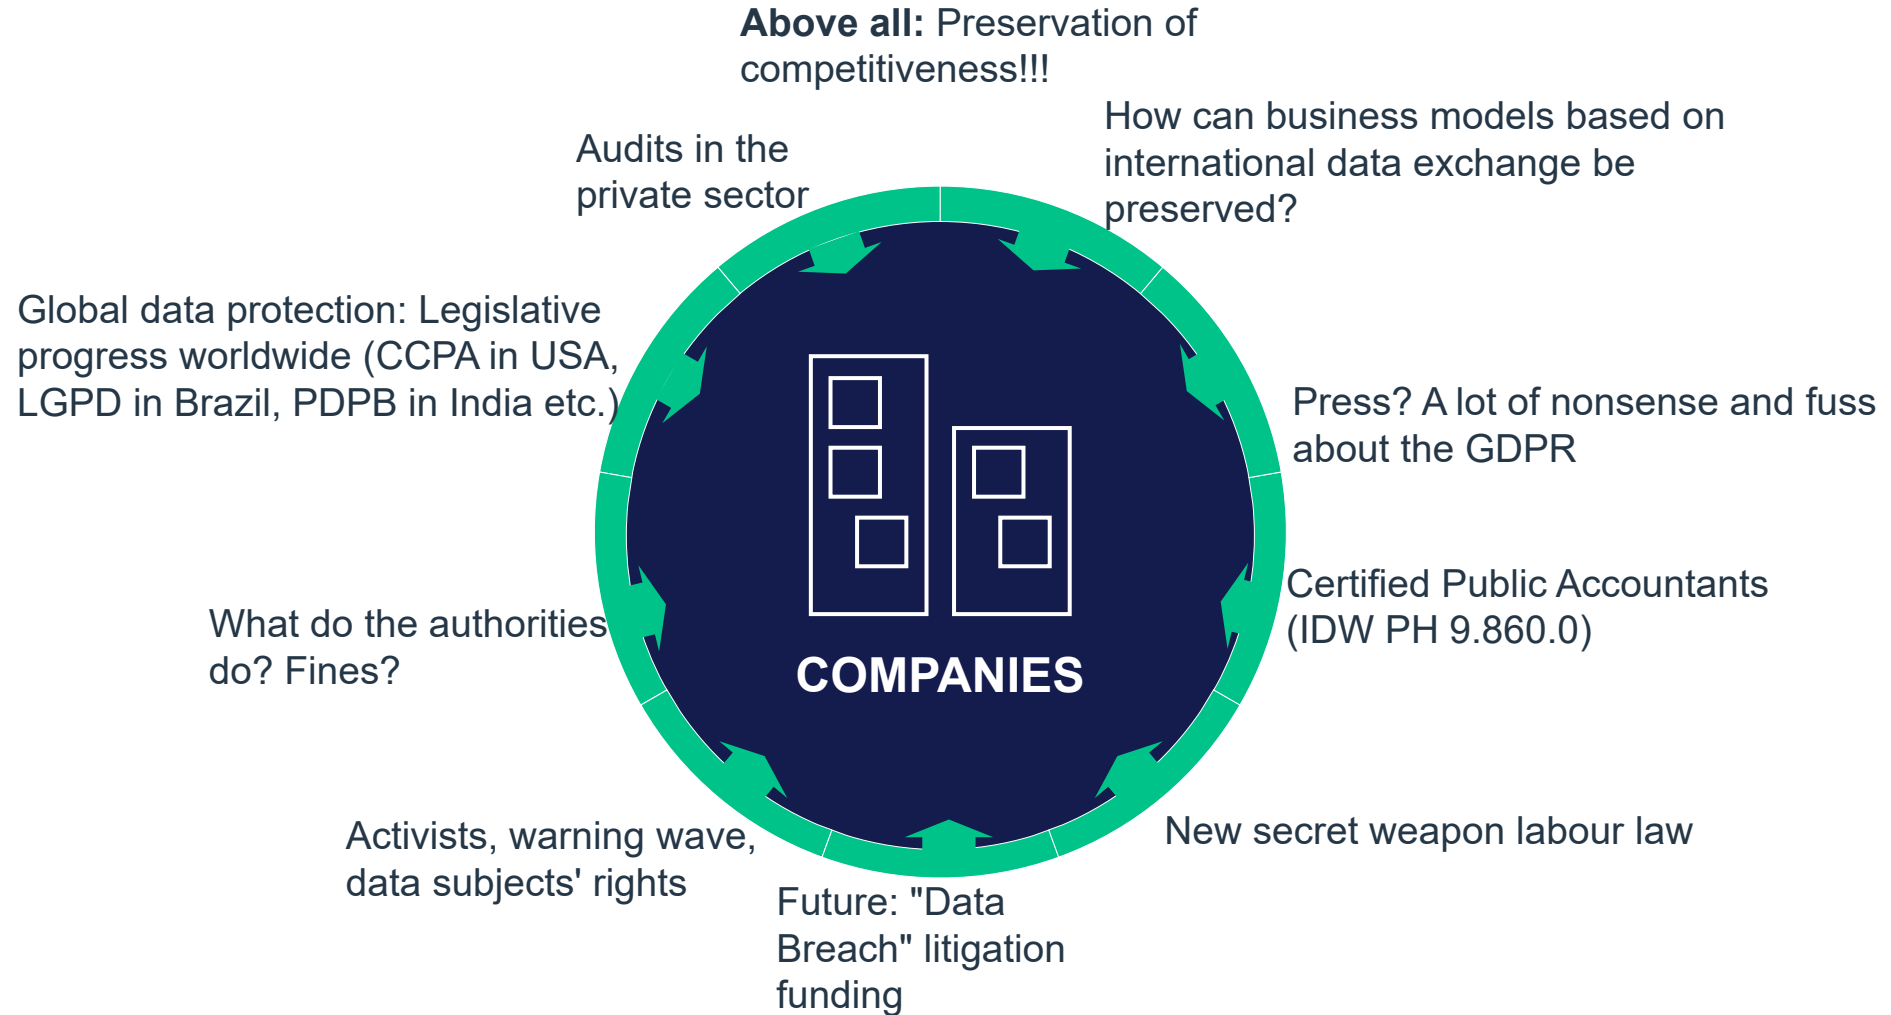 Above all: Preservation of
competitiveness!!!
How can business models based on
international data exchange be
preserved?
Audits in the
private sector
Global data protection: Legislative
progress worldwide (CCPA in USA,
LGPD in Brazil, PDPB in India etc.)
Press? A lot of nonsense and fuss
about the GDPR
Certified Public Accountants
(IDW PH 9.860.0)
What do the authorities
do? Fines?
COMPANIES
New secret weapon labour law
Activists, warning wave,
data subjects' rights
Future: "Data
Breach" litigation
funding